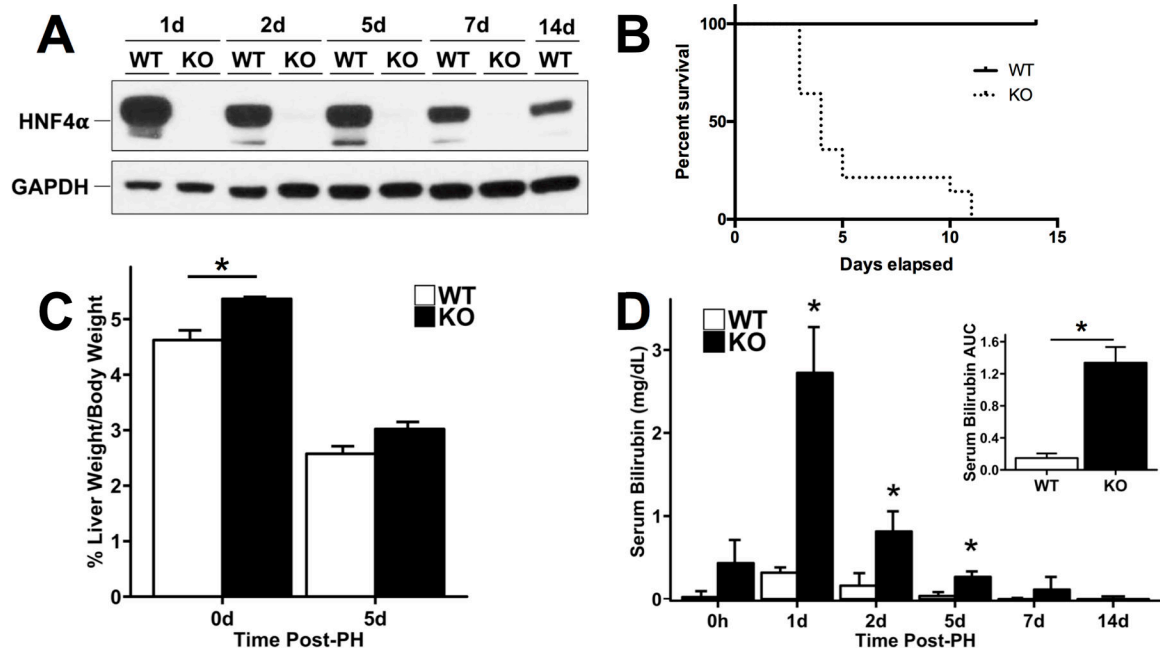 A
1d 2d 5d 7d 14d
WT KO WT KO WT KO WT KO WT
HNF4α
GAPDH
B
100
50
0
Percent survival
WT
KO
0 5 10 15
Days elapsed
C
WT
KO
*
5
4
3
2
1
0
% Liver Weight/Body Weight
0d 5d
Time Post-PH
D
WT
KO
* * *
3
2
1
0
Serum Bilirubin (mg/dL)
0h 1d 2d 5d 7d 14d
Time Post-PH
*
1.6
1.2
0.8
0.4
0.0
Serum Bilirubin AUC
WT KO